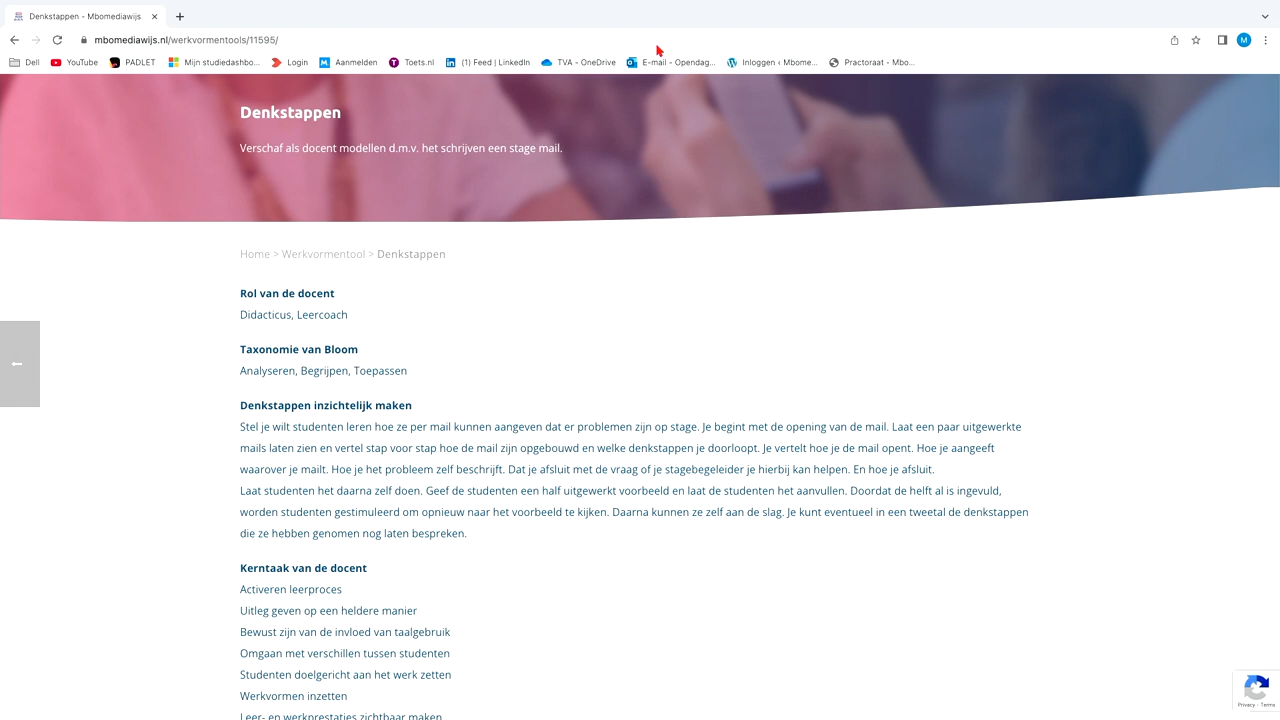 Denkstappen - Mbomediawijs
mbomediawijs.nl/werkvormentools/11595/
M
Dell YouTube PADLET Mijn studiedashbo... Login Aanmelden Toets.nl (1) Feed | LinkedIn TVA - OneDrive E-mail - Opendag... Inloggen ‹ Mbome... Practoraat - Mbo...
Denkstappen
Verschaf als docent modellen d.m.v. het schrijven een stage mail.
Home > Werkvormentool > Denkstappen
Rol van de docent
Didacticus, Leercoach
Taxonomie van Bloom
Analyseren, Begrijpen, Toepassen
Denkstappen inzichtelijk maken
Stel je wilt studenten leren hoe ze per mail kunnen aangeven dat er problemen zijn op stage. Je begint met de opening van de mail. Laat een paar uitgewerkte
mails laten zien en vertel stap voor stap hoe de mail zijn opgebouwd en welke denkstappen je doorloopt. Je vertelt hoe je de mail opent. Hoe je aangeeft
waarover je mailt. Hoe je het probleem zelf beschrijft. Dat je afsluit met de vraag of je stagebegeleider je hierbij kan helpen. En hoe je afsluit.
Laat studenten het daarna zelf doen. Geef de studenten een half uitgewerkt voorbeeld en laat de studenten het aanvullen. Doordat de helft al is ingevuld,
worden studenten gestimuleerd om opnieuw naar het voorbeeld te kijken. Daarna kunnen ze zelf aan de slag. Je kunt eventueel in een tweetal de denkstappen
die ze hebben genomen nog laten bespreken.
Kerntaak van de docent
Activeren leerproces
Uitleg geven op een heldere manier
Bewust zijn van de invloed van taalgebruik
Omgaan met verschillen tussen studenten
Studenten doelgericht aan het werk zetten
Werkvormen inzetten
Leer- en werkprestaties zichtbaar maken
Privacy - Terms